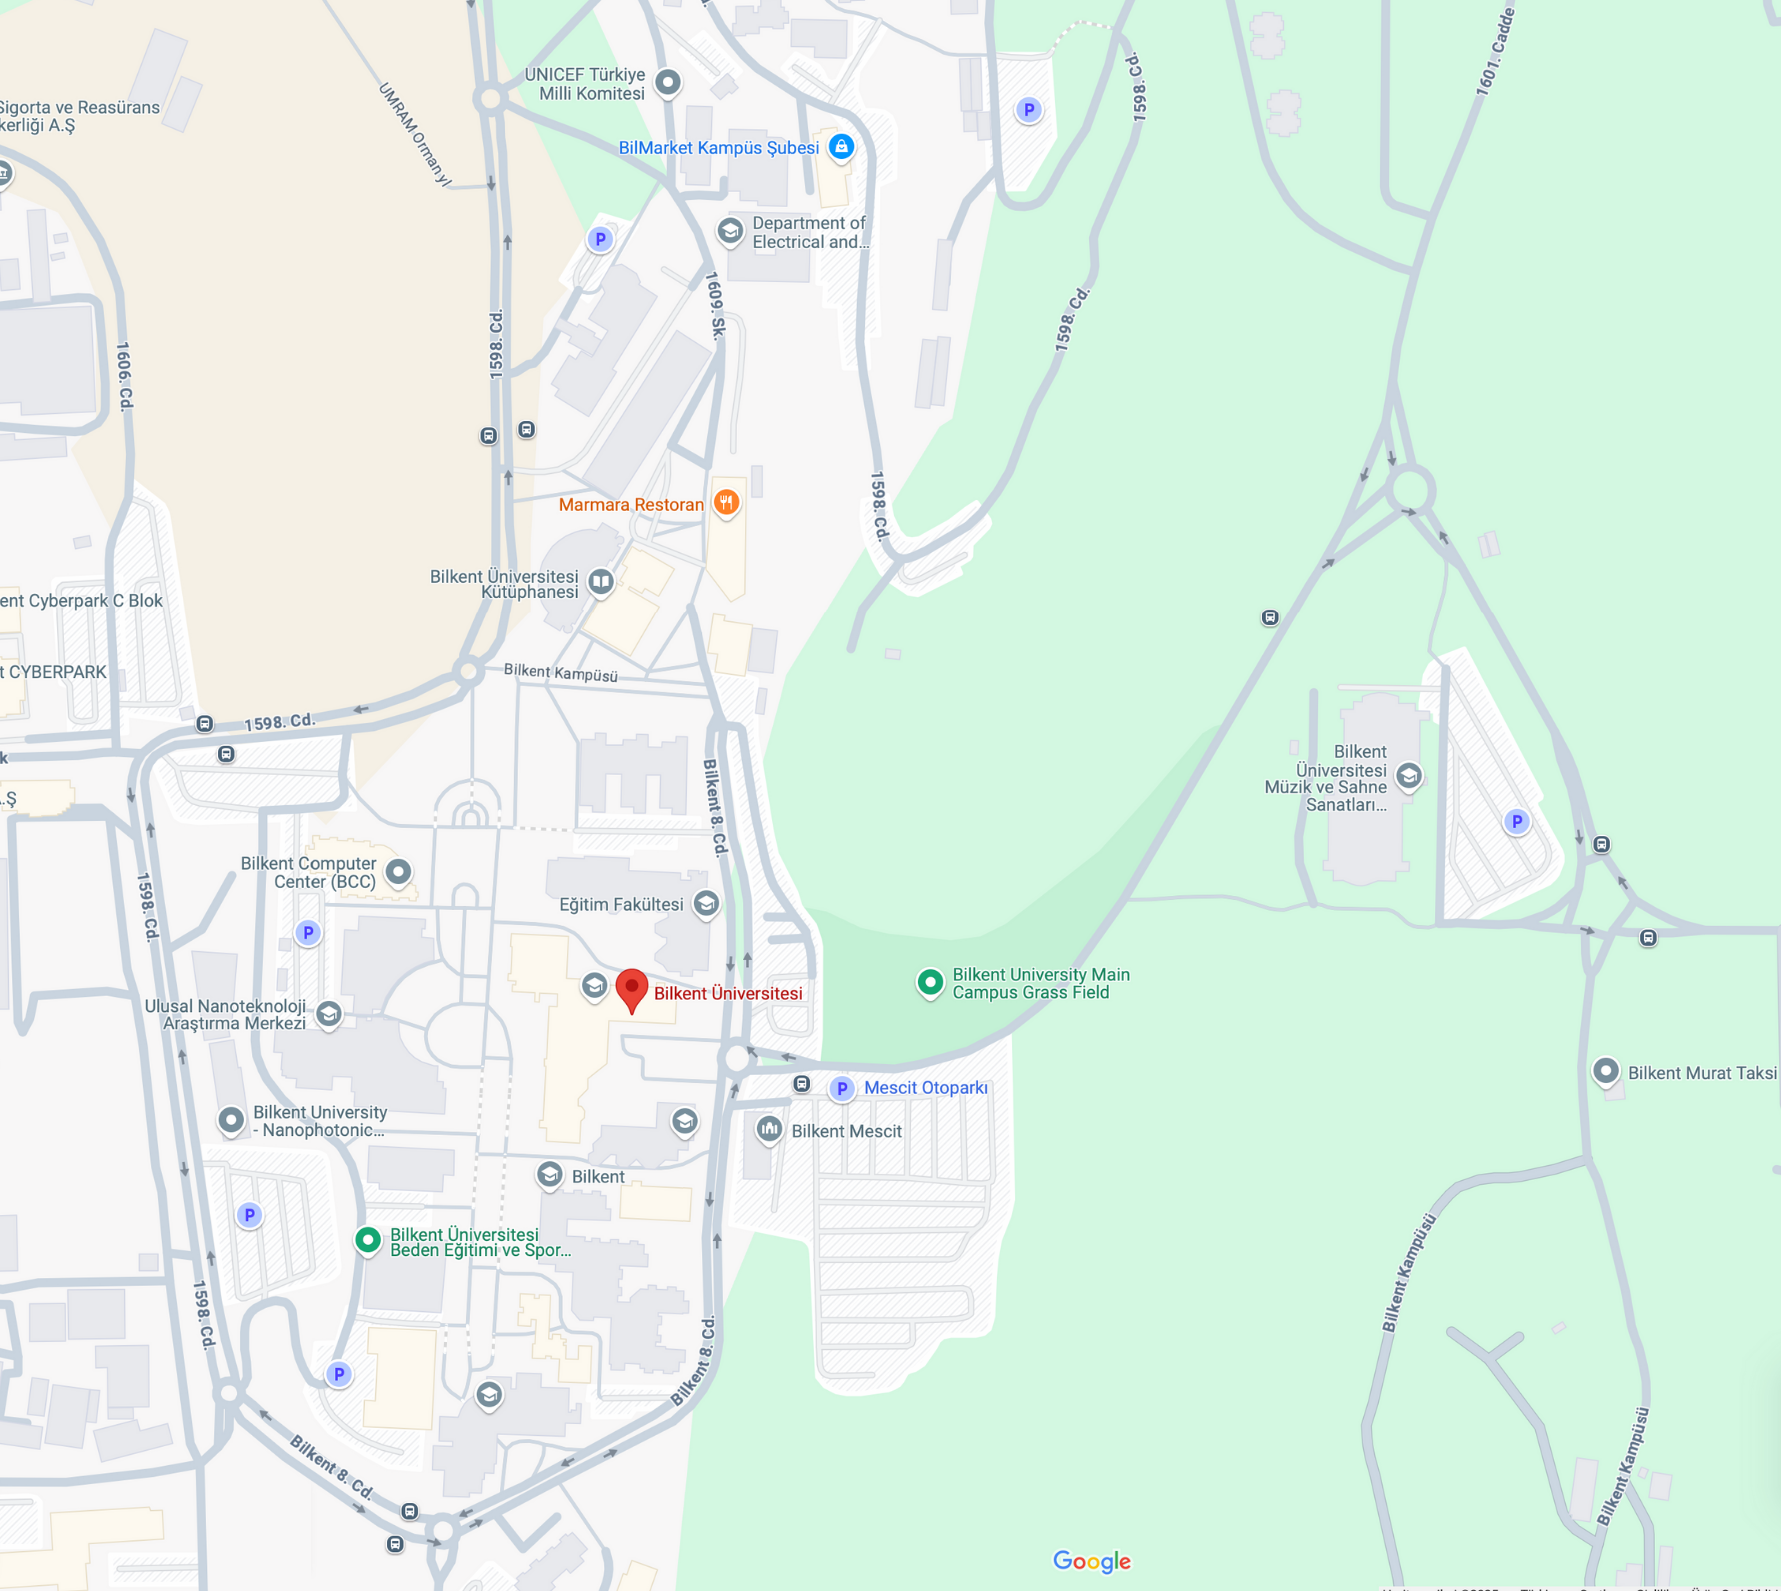 1598. Cd.
1601. Cadde
UNICEF Türkiye
Milli Komitesi
Sigorta ve Reasürans
kerliği A.Ş
UMRAM Orman yl
BilMarket Kampüs Şubesi
P
Department of
Electrical and...
P
1609. Sk.
1598. Cd.
1598. Cd.
1606. Cd.
Marmara Restoran
1598. Cd.
Bilkent Üniversitesi
Kütüphanesi
ent Cyberpark C Blok
t CYBERPARK
Bilkent Kampüsü
1598. Cd.
k
.Ş
Bilkent 8. Cd.
Bilkent
Üniversitesi
Müzik ve Sahne
Sanatları...
P
Bilkent Computer
Center (BCC)
Eğitim Fakültesi
1598. Cd.
P
Bilkent Üniversitesi
Bilkent University Main
Campus Grass Field
Ulusal Nanoteknoloji
Araştırma Merkezi
P
Mescit Otoparkı
Bilkent Murat Taksi
Bilkent University
- Nanophotonic...
Bilkent Mescit
Bilkent
P
Bilkent Üniversitesi
Beden Eğitimi ve Spor...
Bilkent Kampüsü
1598. Cd.
Bilkent 8. Cd.
P
Bilkent 8. Cd.
Bilkent Kampüsü
Google